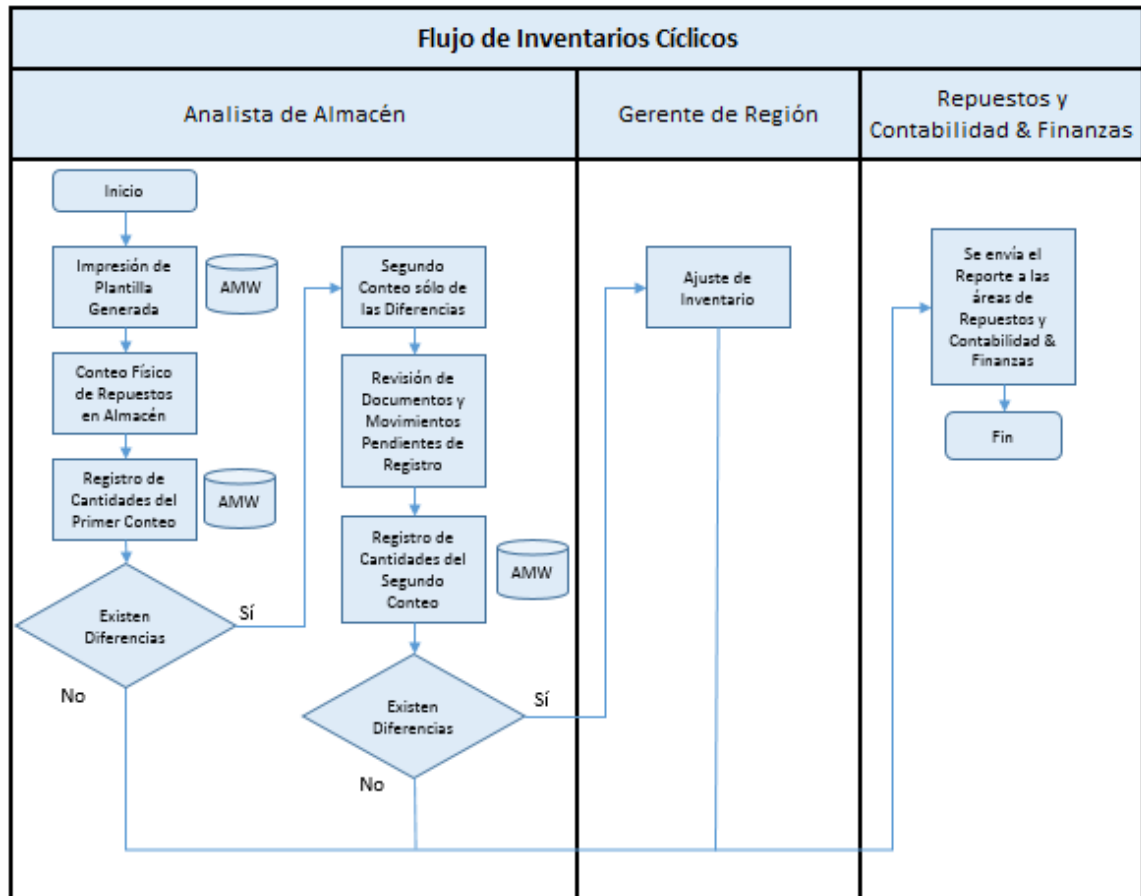 Flujo de Inventarios Cíclicos
Analista de Almacén
Gerente de Región
Repuestos y
Contabilidad & Finanzas
Inicio
Impresión de
Plantilla
Generada
AMW
Conteo Físico
de Repuestos
en Almacén
Registro de
Cantidades del
Primer Conteo
AMW
Existen
Diferencias
Sí
No
Segundo
Conteo sólo de
las Diferencias
Revisión de
Documentos y
Movimientos
Pendientes de
Registro
Registro de
Cantidades del
Segundo
Conteo
AMW
Existen
Diferencias
Sí
No
Ajuste de
Inventario
Se envía el
Reporte a las
áreas de
Repuestos y
Contabilidad &
Finanzas
Fin